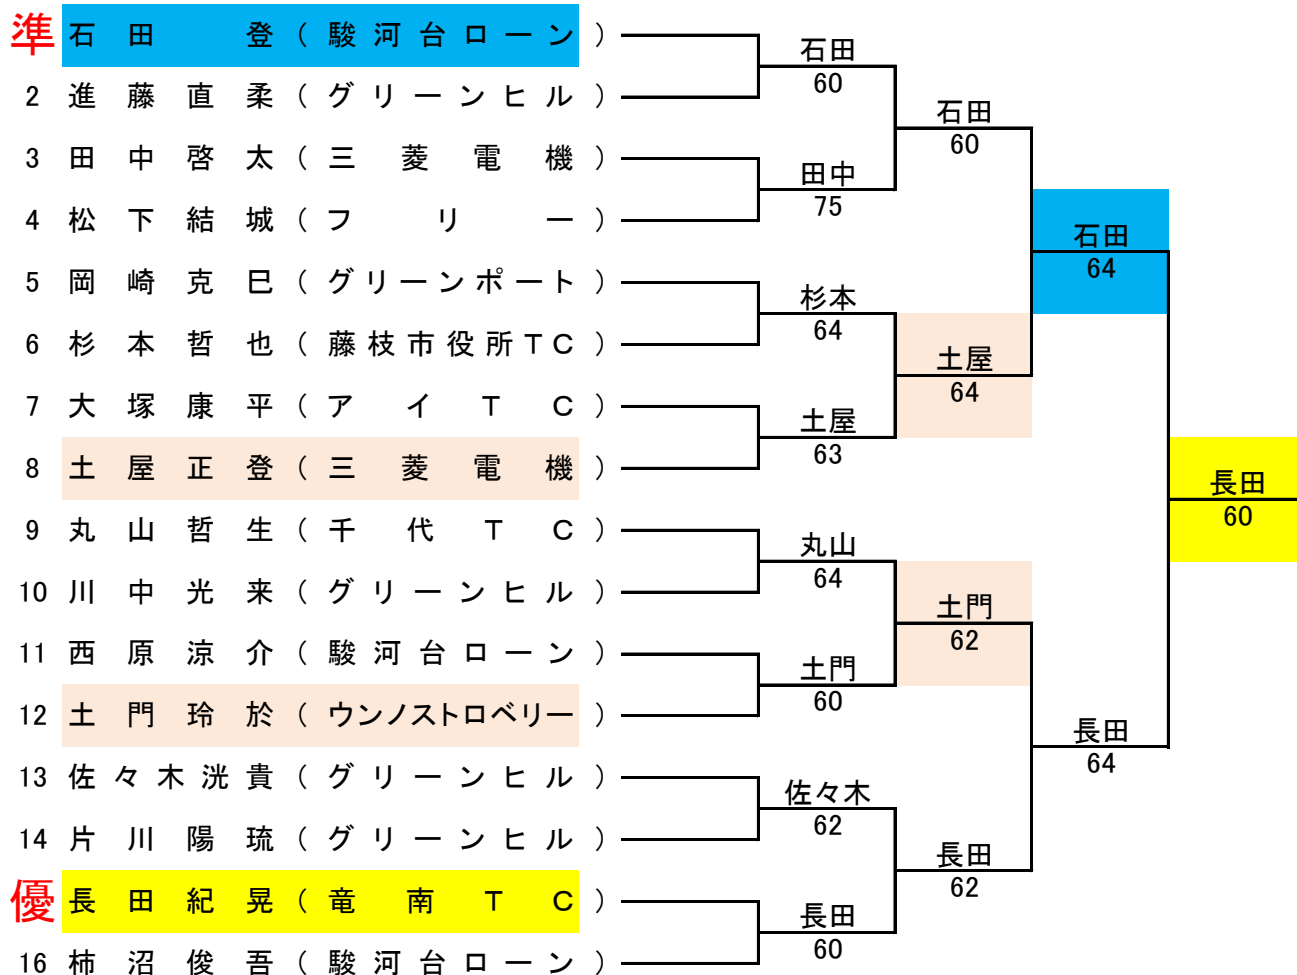 準 石田 登 (駿河台ローン)
2 進藤直柔 (グリーンヒル)
3 田中啓太 (三菱電機)
4 松下結城 (フリー)
5 岡崎克巳 (グリーンポート)
6 杉本哲也 (藤枝市役所TC)
7 大塚康平 (アイTC)
8 土屋正登 (三菱電機)
9 丸山哲生 (千代TC)
10 川中光来 (グリーンヒル)
11 西原涼介 (駿河台ローン)
12 土門玲於 (ウンノストロベリー)
13 佐々木洸貴 (グリーンヒル)
14 片川陽琉 (グリーンヒル)
優 長田紀晃 (竜南TC)
16 柿沼俊吾 (駿河台ローン)
石田
60
田中
75
杉本
64
土屋
63
丸山
64
土門
60
佐々木
62
長田
60
石田
60
土屋
64
土門
62
長田
62
石田
64
長田
64
長田
60